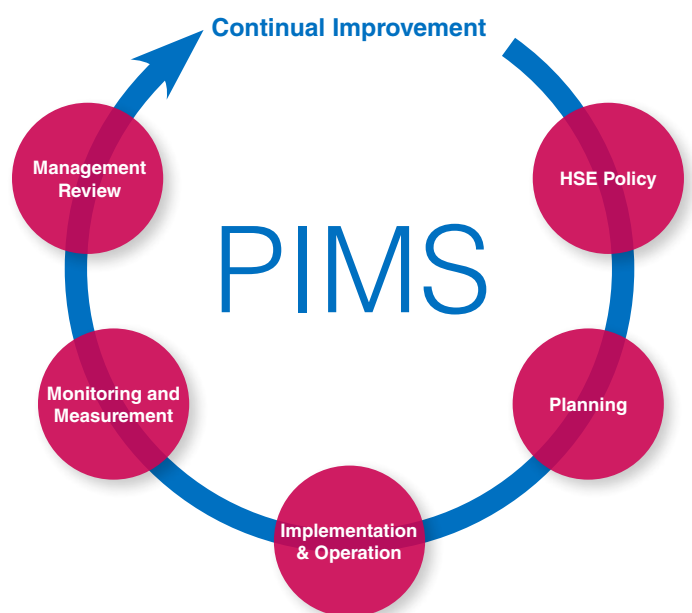 Continual Improvement
HSE Policy
Planning
Implementation
& Operation
Monitoring and
Measurement
Management
Review
PIMS